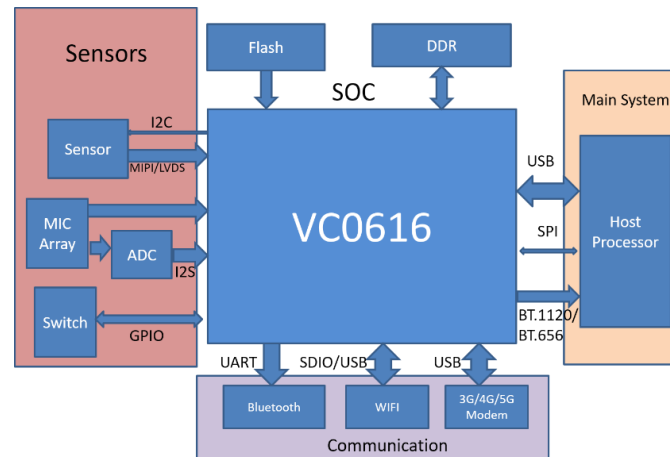 Sensors
Flash
DDR
SOC
Main System
I2C
Sensor
MIPI/LVDS
USB
VC0616
MIC
Array
ADC
I2S
SPI
Host
Processor
Switch
GPIO
BT.1120/
BT.656
UART
SDIO/USB
USB
Bluetooth
WIFI
3G/4G/5G
Modem
Communication